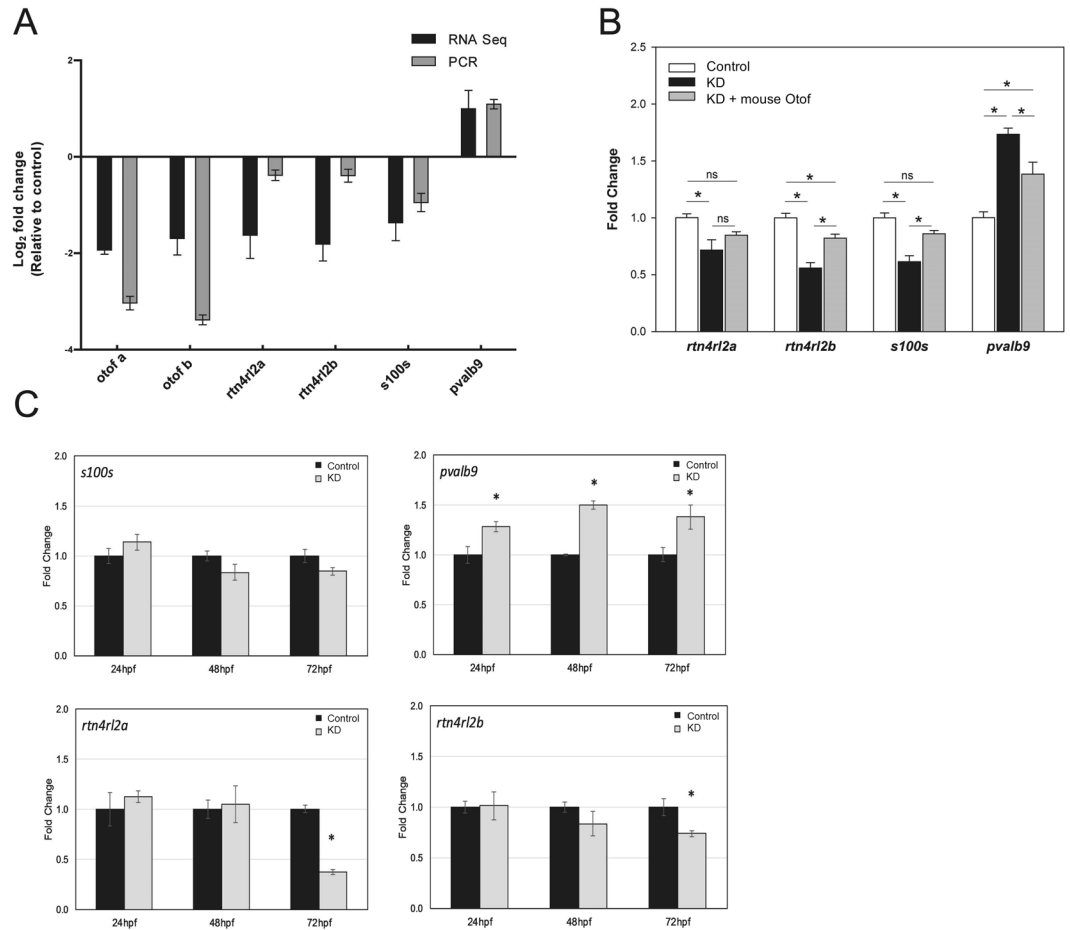 A
RNA Seq
PCR
Log2 fold change
(Relative to control)
2
0
-2
-4
otof a
otof b
rtn4rl2a
rtn4rl2b
s100s
pvalb9
B
Fold Change
2.5
2.0
1.5
1.0
0.5
0.0
Control
KD
KD + mouse Otof
ns
*
ns
*
*
*
ns
*
*
*
*
*
rtn4rl2a
rtn4rl2b
s100s
pvalb9
C
s100s
Control
KD
Fold Change
2.0
1.5
1.0
0.5
0.0
24hpf
48hpf
72hpf
pvalb9
Control
KD
Fold Change
2.0
1.5
1.0
0.5
0.0
*
*
*
24hpf
48hpf
72hpf
rtn4rl2a
Control
KD
Fold Change
2.0
1.5
1.0
0.5
0.0
*
24hpf
48hpf
72hpf
rtn4rl2b
Control
KD
Fold Change
2.0
1.5
1.0
0.5
0.0
*
24hpf
48hpf
72hpf